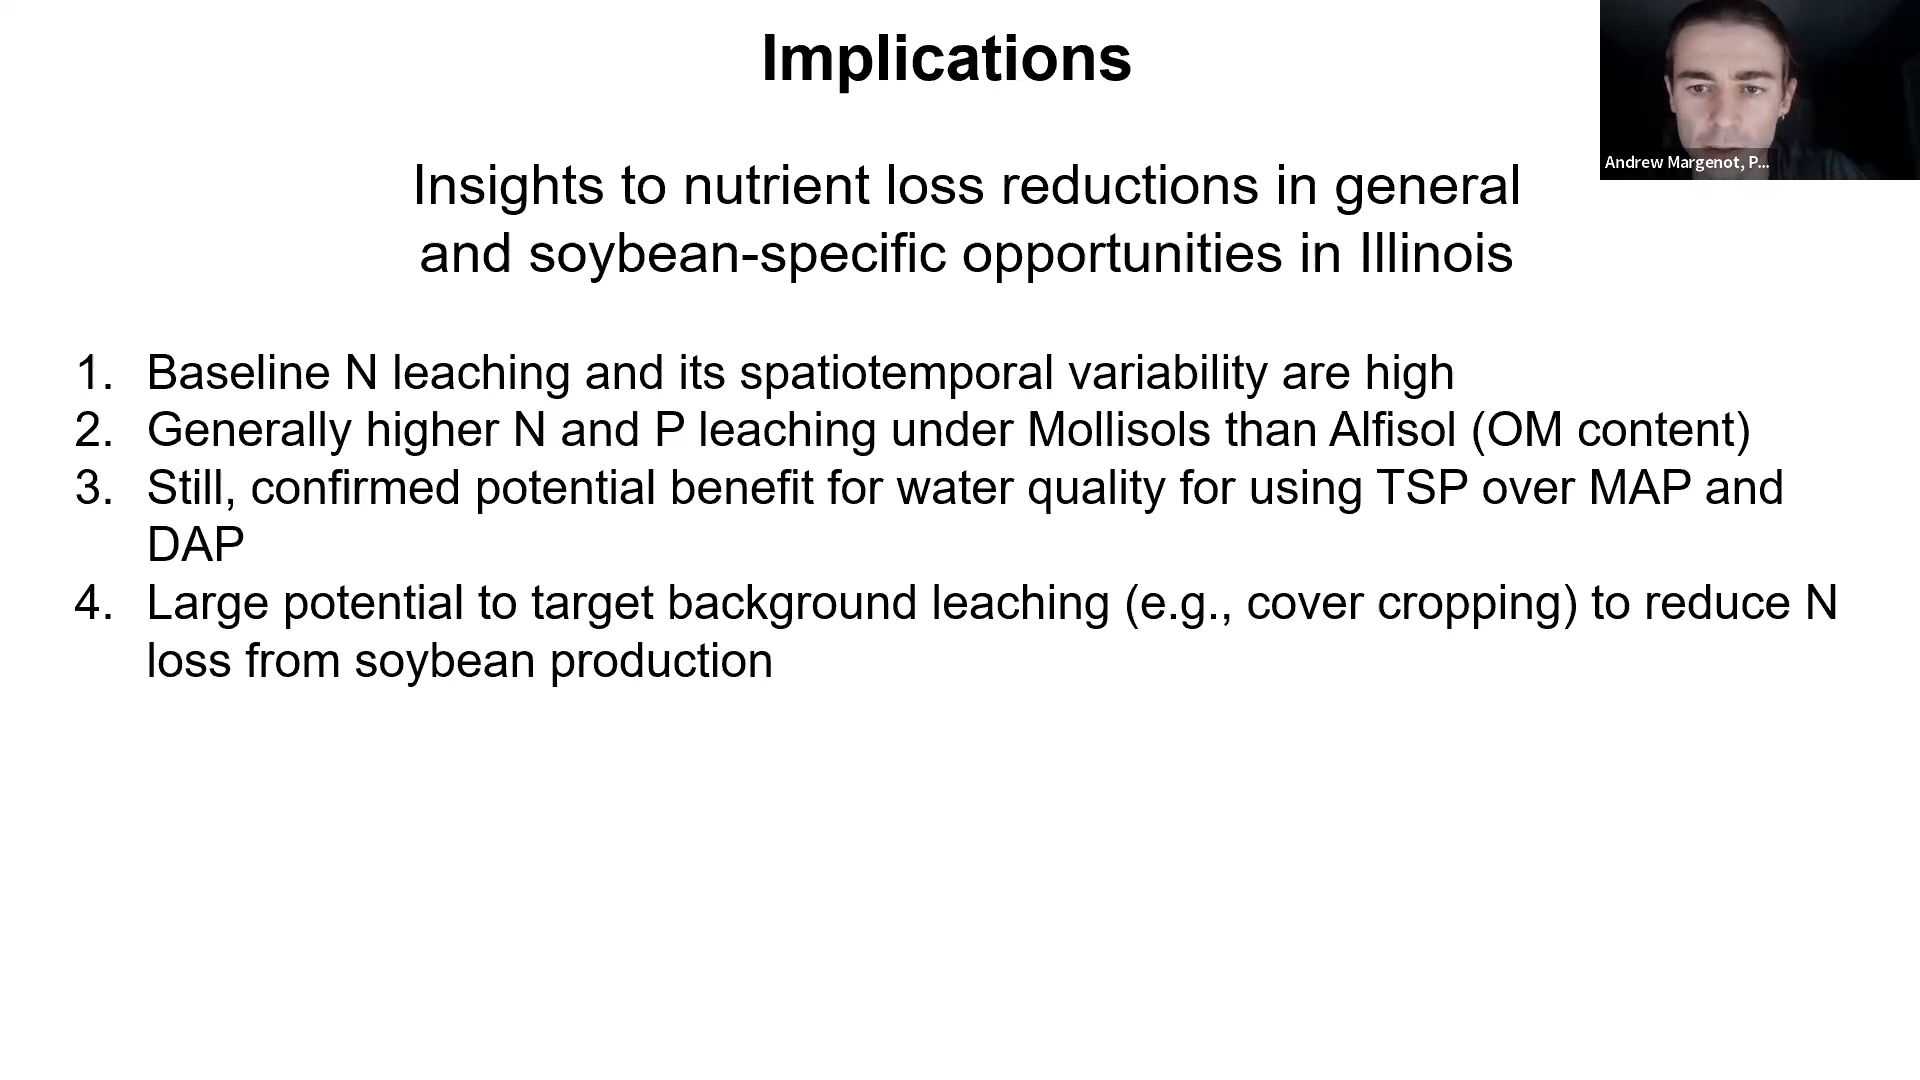 Implications
Andrew Margenot, P...
Insights to nutrient loss reductions in general
and soybean-specific opportunities in Illinois
1. Baseline N leaching and its spatiotemporal variability are high
2. Generally higher N and P leaching under Mollisols than Alfisol (OM content)
3. Still, confirmed potential benefit for water quality for using TSP over MAP and
DAP
4. Large potential to target background leaching (e.g., cover cropping) to reduce N
loss from soybean production